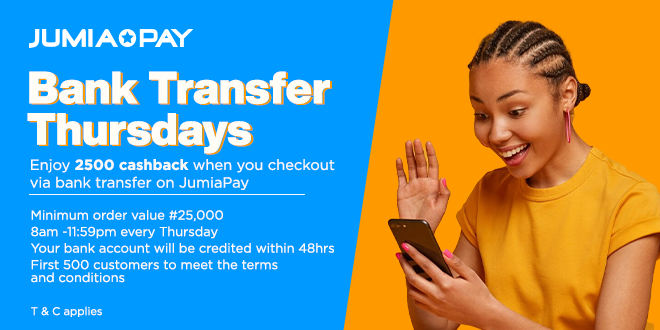 JUMIA PAY
Bank Transfer
Thursdays
Enjoy 2500 cashback when you checkout
via bank transfer on JumiaPay
Minimum order value #25,000
8am -11:59pm every Thursday
Your bank account will be credited within 48hrs
First 500 customers to meet the terms
and conditions
T & C applies